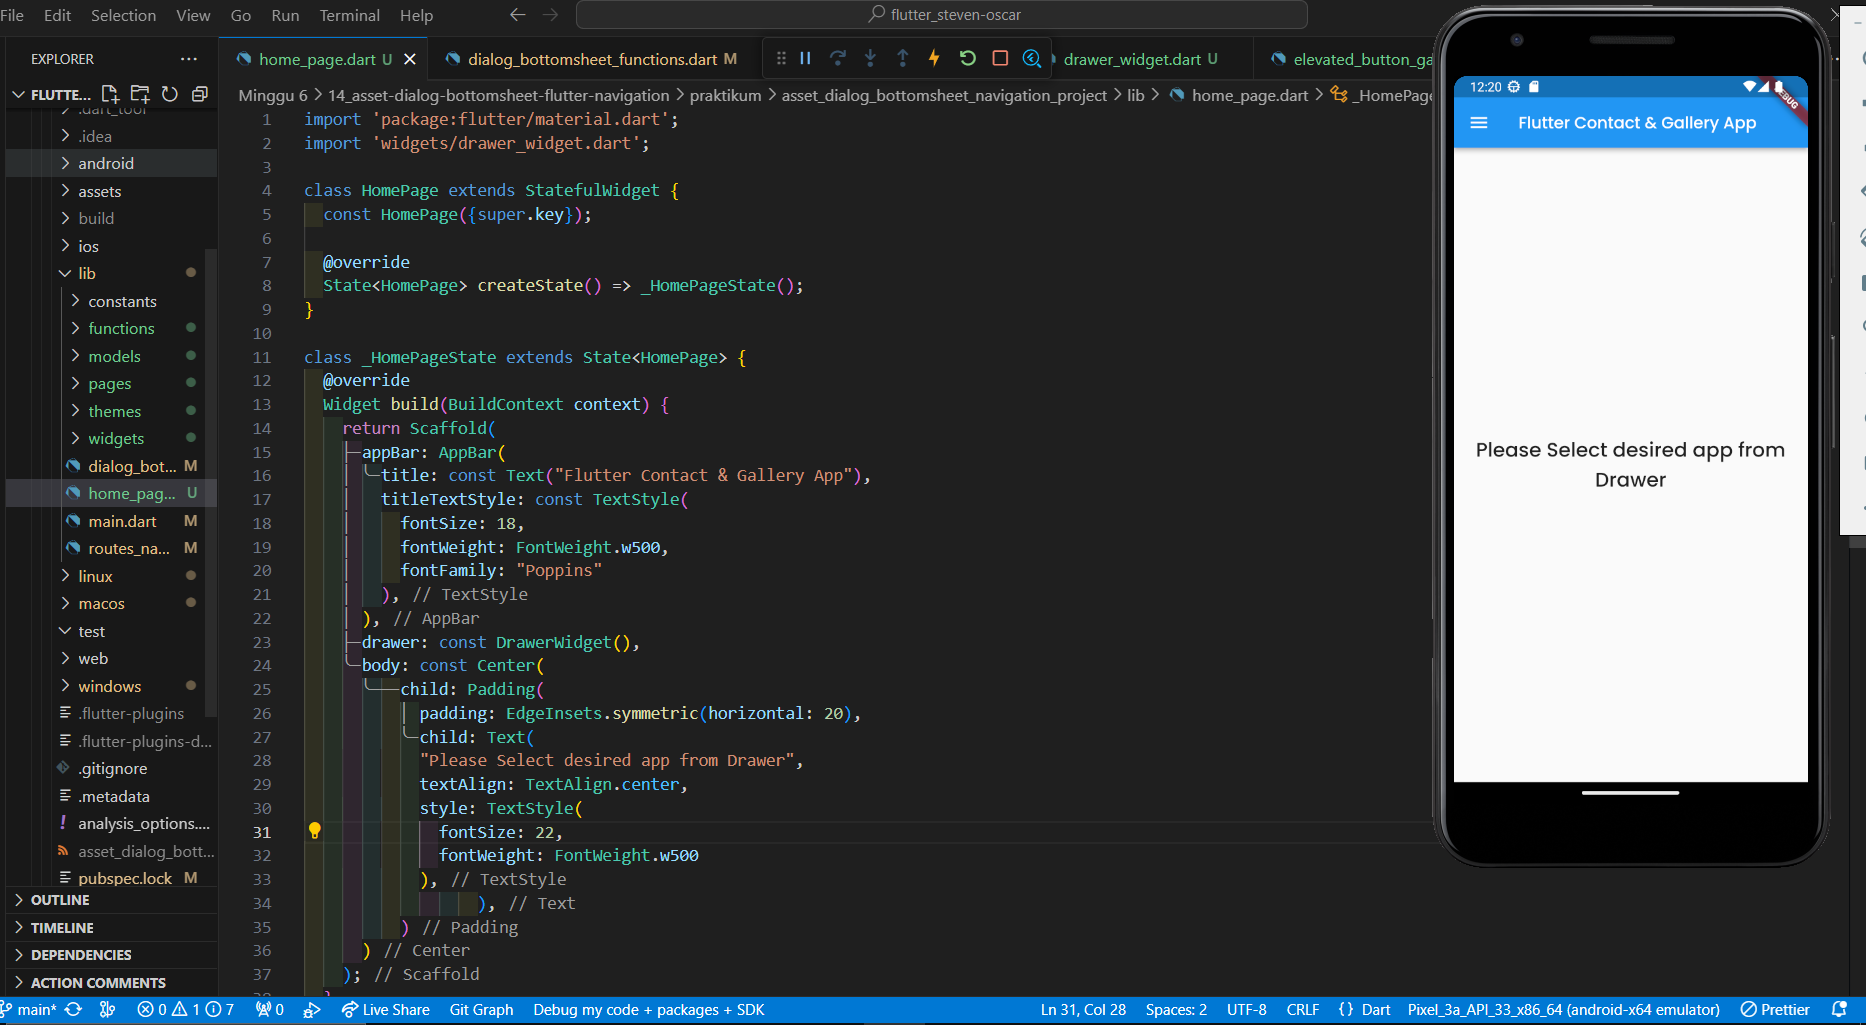 File Edit Selection View Go Run Terminal Help
flutter_steven-oscar
EXPLORER
FLUTTE...
.dart_tool
.idea
android
assets
build
ios
lib
constants
functions
models
pages
themes
widgets
dialog_bot... M
home_pag... U
main.dart M
routes_na... M
linux
macos
test
web
windows
.flutter-plugins
.flutter-plugins-d...
.gitignore
.metadata
analysis_options....
asset_dialog_bott...
pubspec.lock M
OUTLINE
TIMELINE
DEPENDENCIES
ACTION COMMENTS
home_page.dart U
dialog_bottomsheet_functions.dart M
drawer_widget.dart U
elevated_button_ga
Minggu 6 > 14_asset-dialog-bottomsheet-flutter-navigation > praktikum > asset_dialog_bottomsheet_navigation_project > lib > home_page.dart > _HomePage
1 import 'package:flutter/material.dart';
2 import 'widgets/drawer_widget.dart';
3
4 class HomePage extends StatefulWidget {
5 const HomePage({super.key});
6
7 @override
8 State<HomePage> createState() => _HomePageState();
9 }
10
11 class _HomePageState extends State<HomePage> {
12 @override
13 Widget build(BuildContext context) {
14 return Scaffold(
15 appBar: AppBar(
16 title: const Text("Flutter Contact & Gallery App"),
17 titleTextStyle: const TextStyle(
18 fontSize: 18,
19 fontWeight: FontWeight.w500,
20 fontFamily: "Poppins"
21 ), // TextStyle
22 ), // AppBar
23 drawer: const DrawerWidget(),
24 body: const Center(
25 child: Padding(
26 padding: EdgeInsets.symmetric(horizontal: 20),
27 child: Text(
28 "Please Select desired app from Drawer",
29 textAlign: TextAlign.center,
30 style: TextStyle(
31 fontSize: 22,
32 fontWeight: FontWeight.w500
33 ), // TextStyle
34 ), // Text
35 ) // Padding
36 ) // Center
37 ); // Scaffold
38 }
12:20
Flutter Contact & Gallery App
Please Select desired app from
Drawer
main* 0 1 7 0 Live Share Git Graph Debug my code + packages + SDK Ln 31, Col 28 Spaces: 2 UTF-8 CRLF {} Dart Pixel_3a_API_33_x86_64 (android-x64 emulator) Prettier